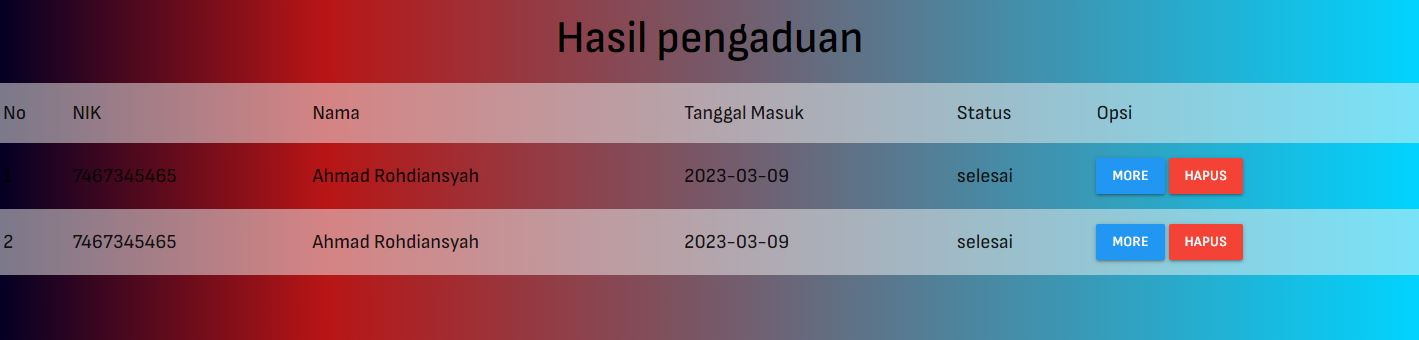 Hasil pengaduan
No NIK Nama Tanggal Masuk Status Opsi
1 7467345465 Ahmad Rohdiansyah 2023-03-09 selesai MORE HAPUS
2 7467345465 Ahmad Rohdiansyah 2023-03-09 selesai MORE HAPUS